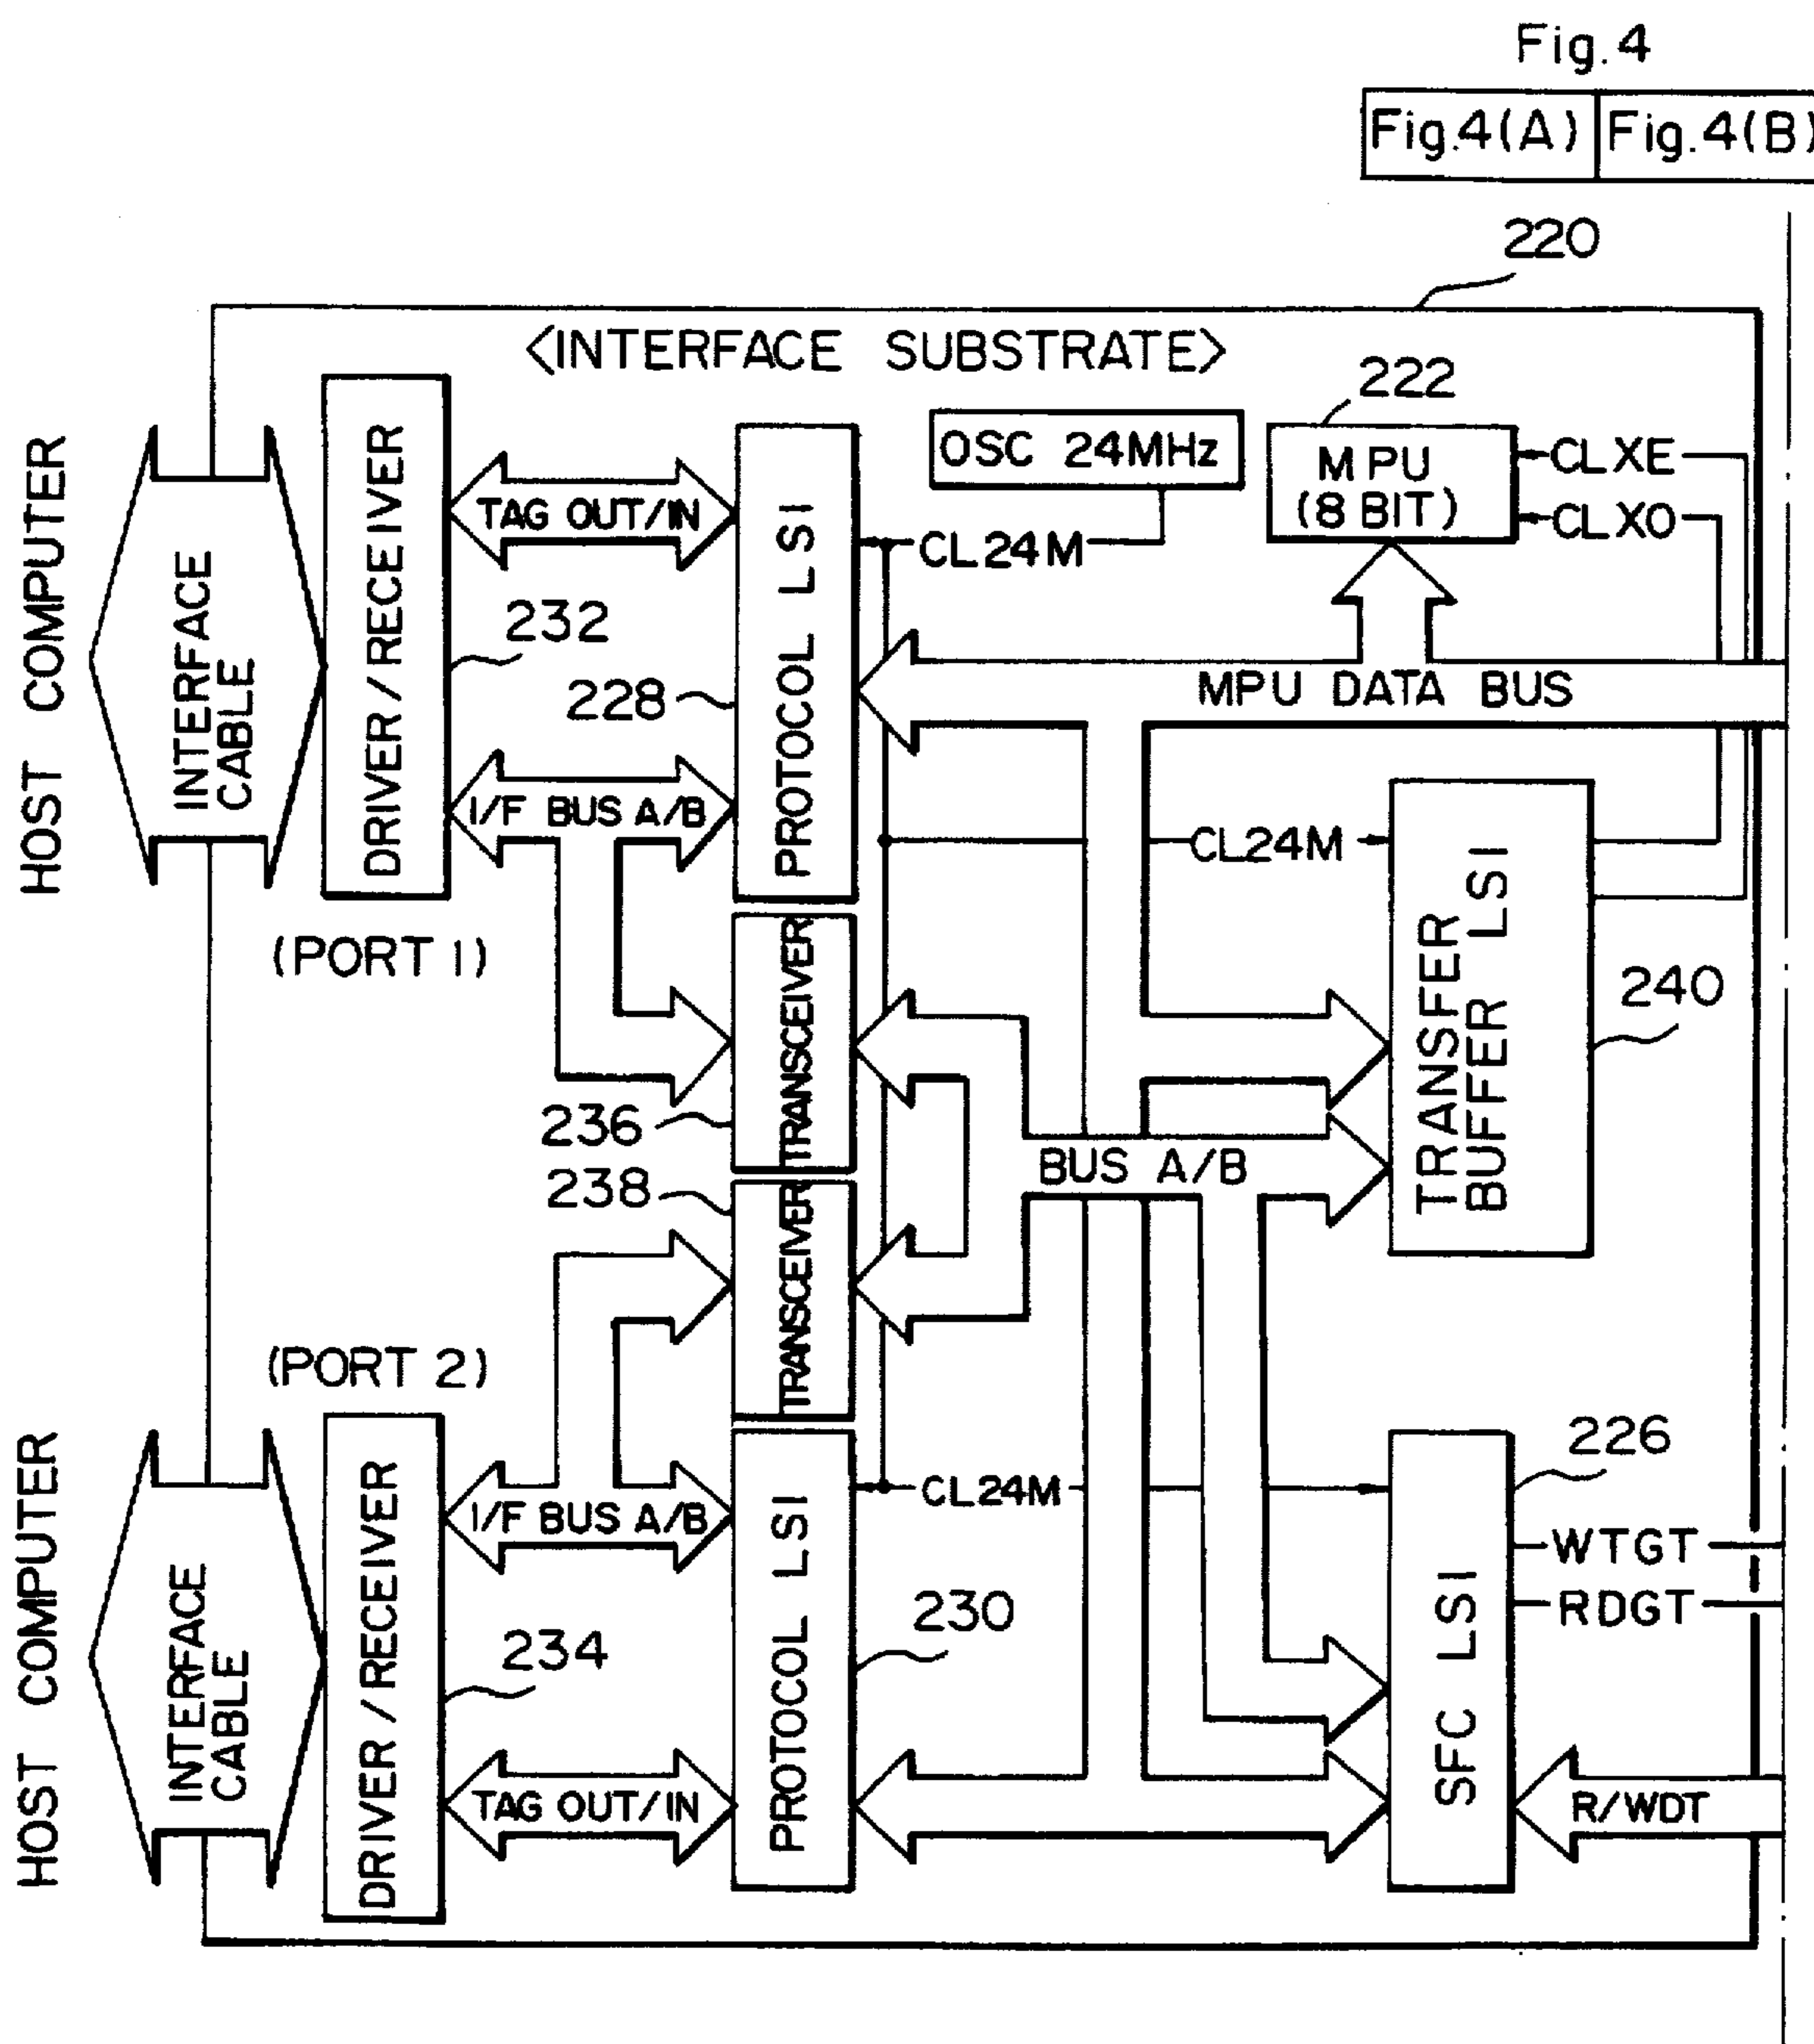 Fig. 4
Fig. 4(A) Fig. 4(B)
220
<INTERFACE SUBSTRATE>
222
HOST COMPUTER
INTERFACE
CABLE
DRIVER/RECEIVER
TAG OUT/IN
232
228
PROTOCOL LSI
OSC 24MHz
CL24M
MPU
(8 BIT)
CLXE
CLXO
MPU DATA BUS
I/F BUS A/B
CL24M
(PORT 1)
TRANSCEIVER
236
TRANSFER
BUFFER LSI
240
BUS A/B
238
TRANSCEIVER
(PORT 2)
HOST COMPUTER
INTERFACE
CABLE
DRIVER/RECEIVER
I/F BUS A/B
234
TAG OUT/IN
PROTOCOL LSI
CL24M
230
226
SFC LSI
WTGT
RDGT
R/WDT